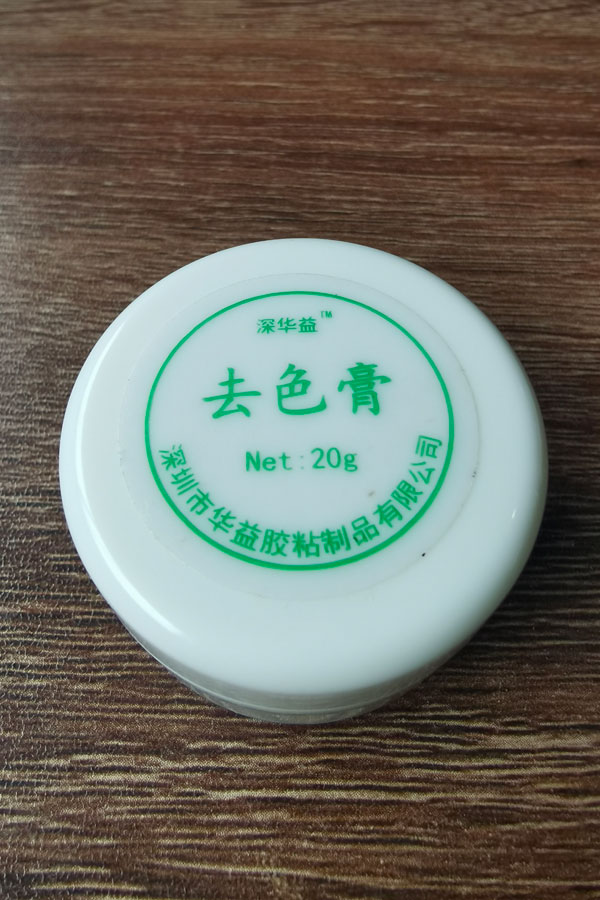 深华益™
去色膏
Net:20g
深圳市华益胶粘制品有限公司